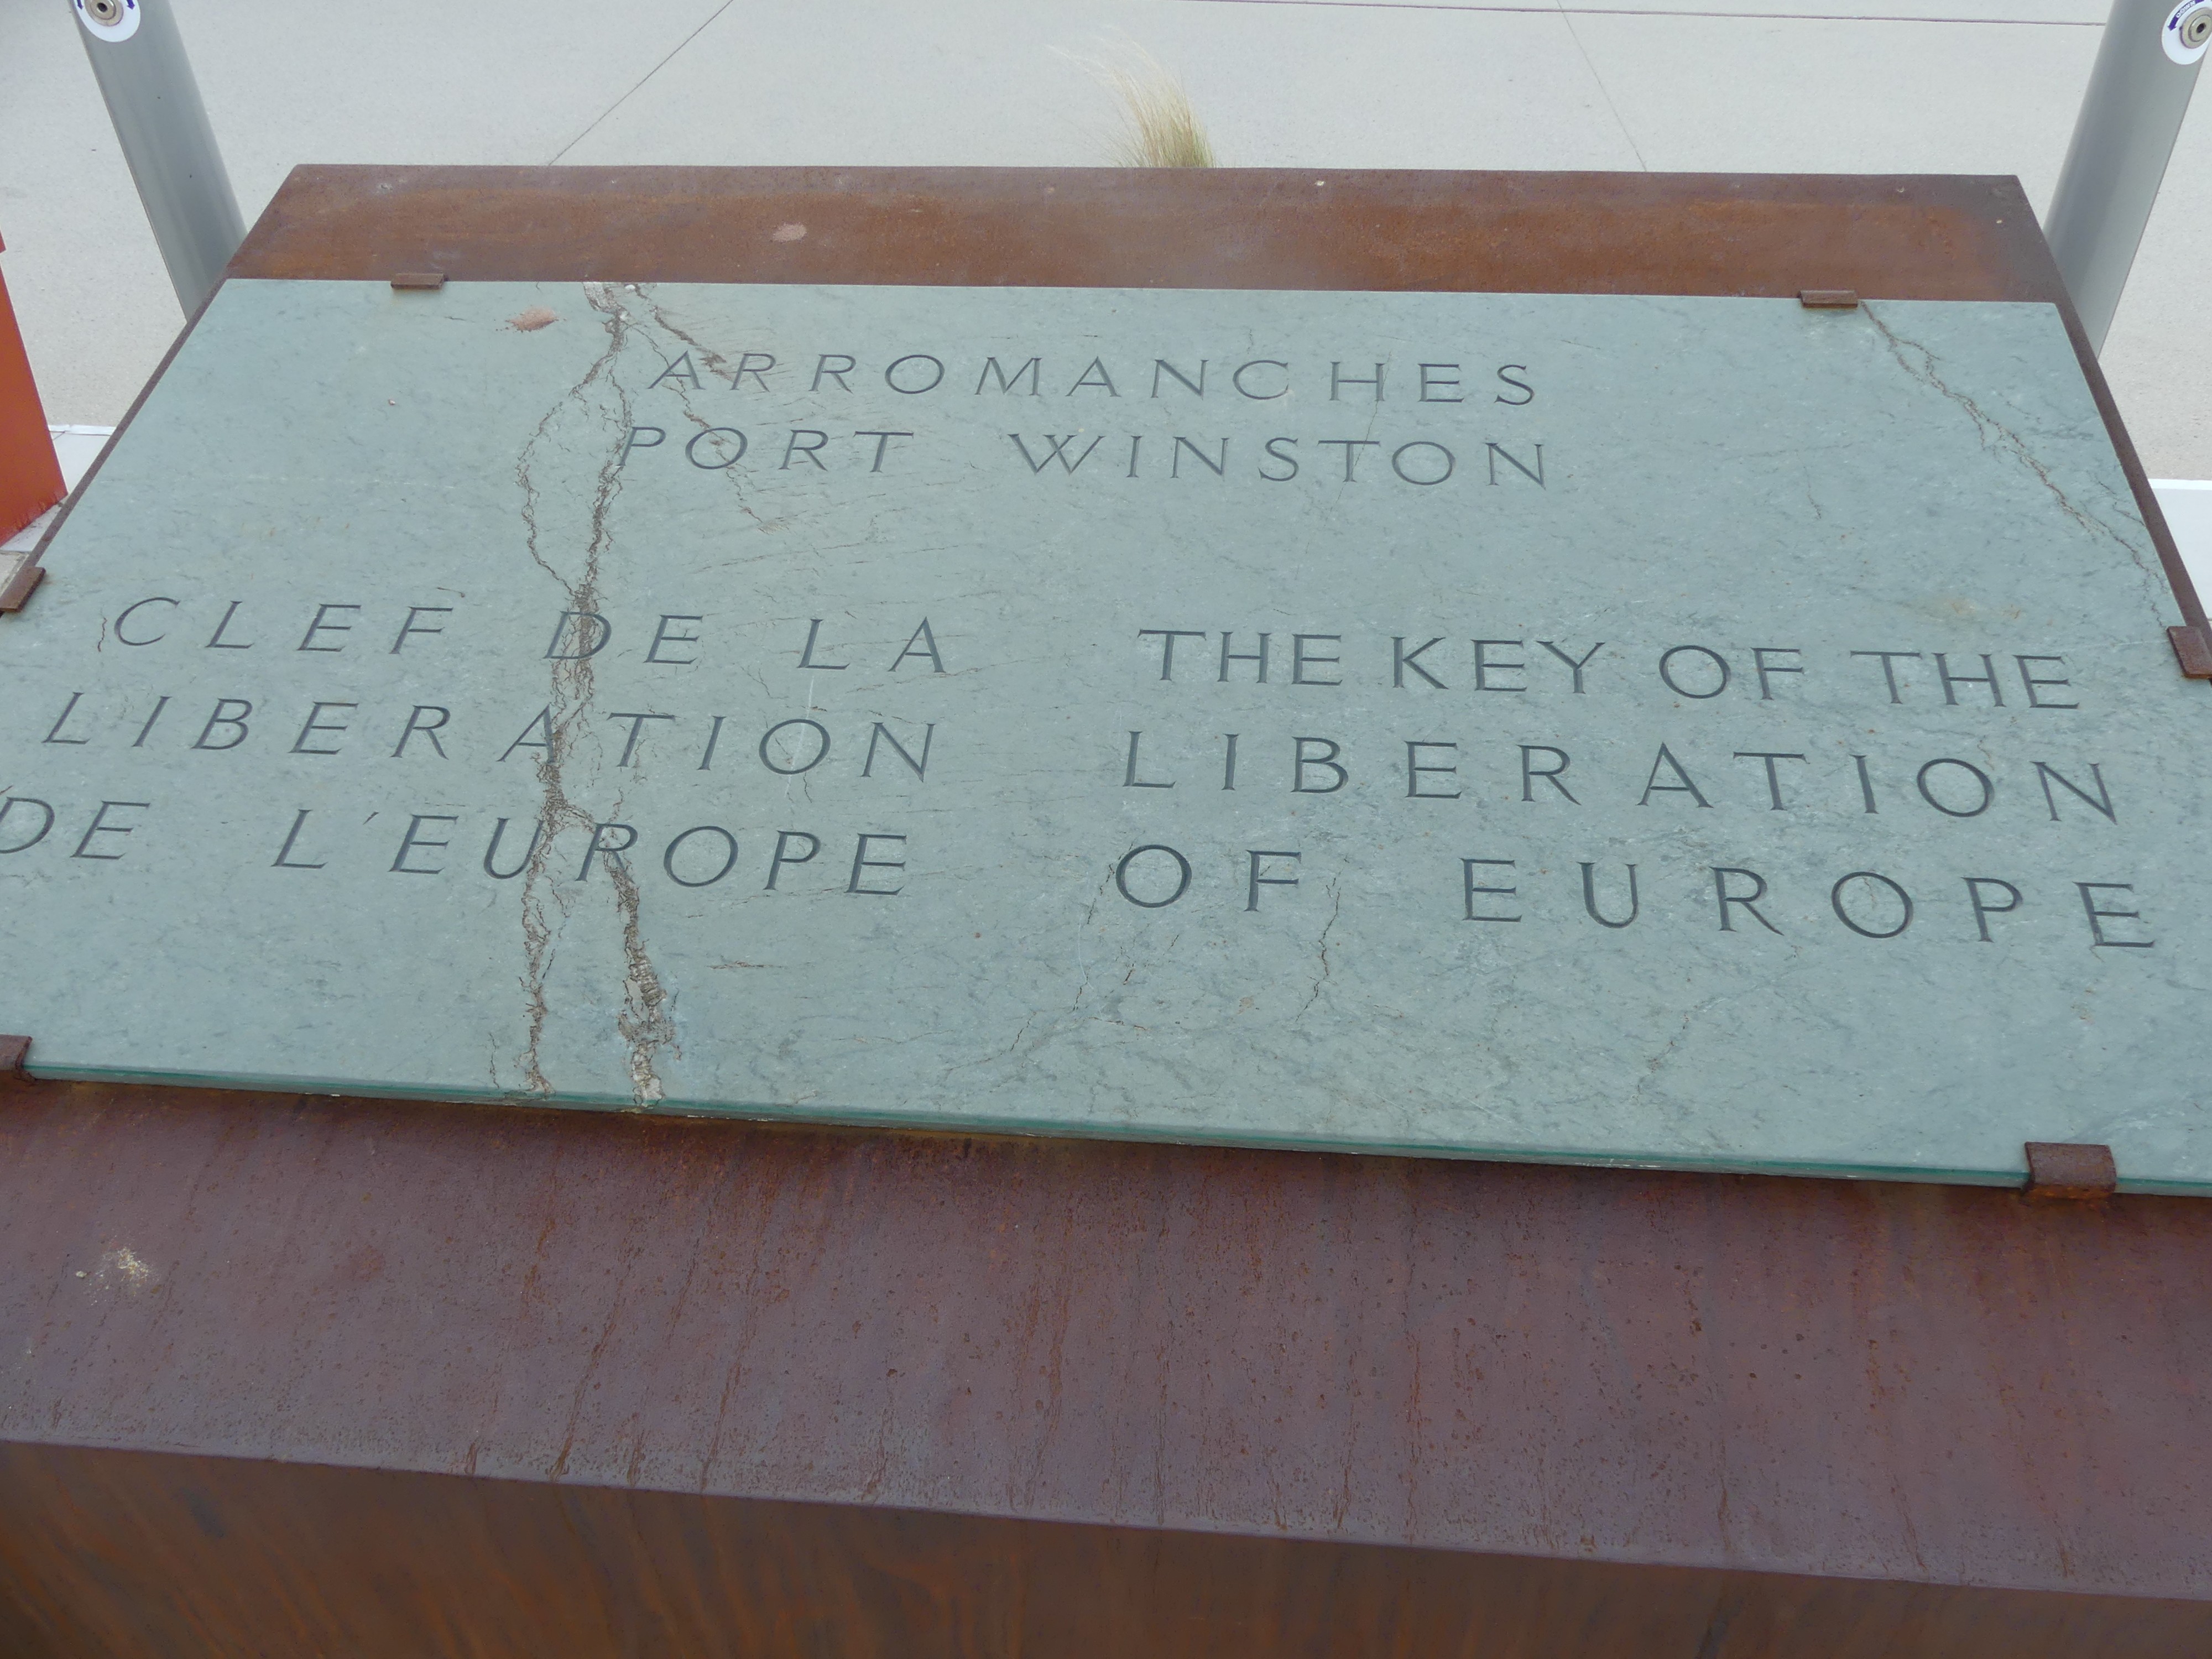 ARROMANCHES
PORT WINSTON
CLEF DE LA
LIBERATION
DE L'EUROPE
THE KEY OF THE
LIBERATION
OF EUROPE